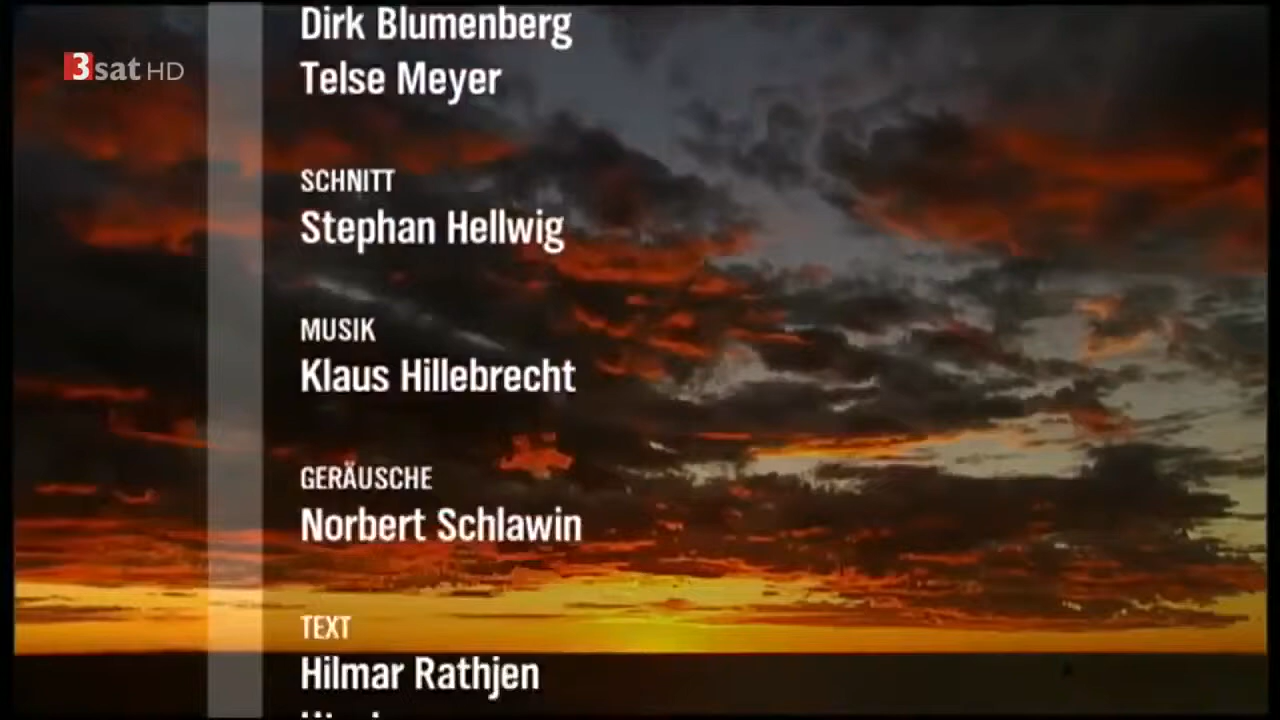 Dirk Blumenberg
3sat HD
Telse Meyer
SCHNITT
Stephan Hellwig
MUSIK
Klaus Hillebrecht
GERÄUSCHE
Norbert Schlawin
TEXT
Hilmar Rathjen